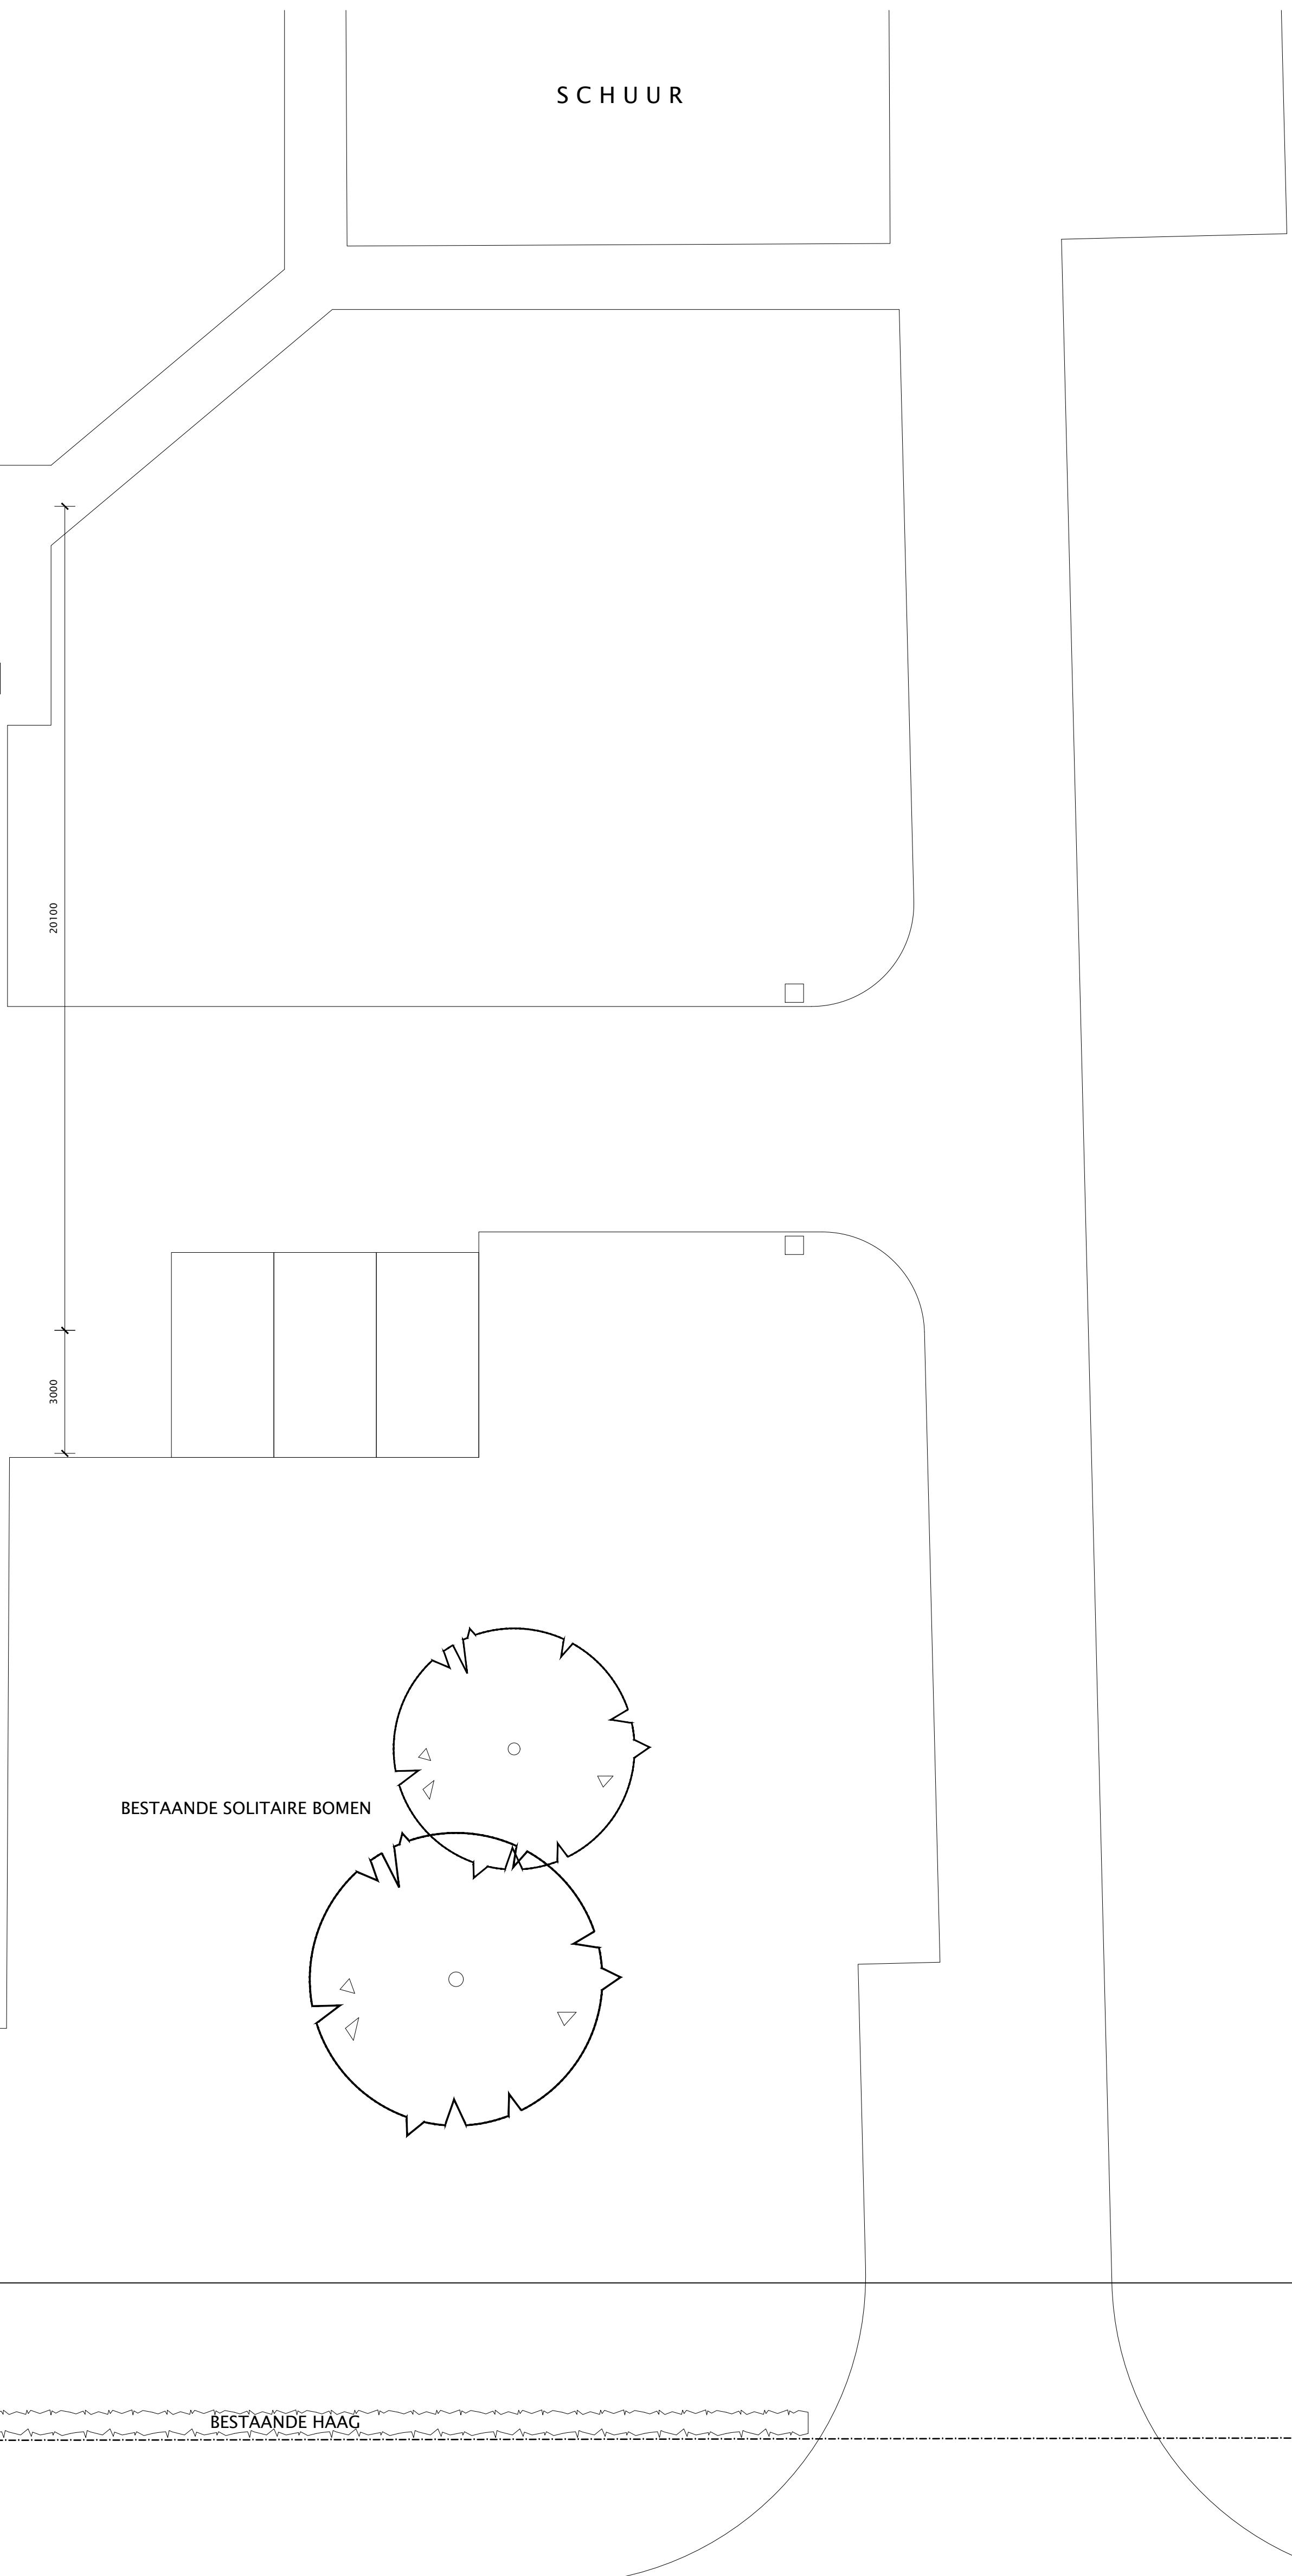 SCHUUR
20100
3000
BESTAANDE SOLITAIRE BOMEN
BESTAANDE HAAG